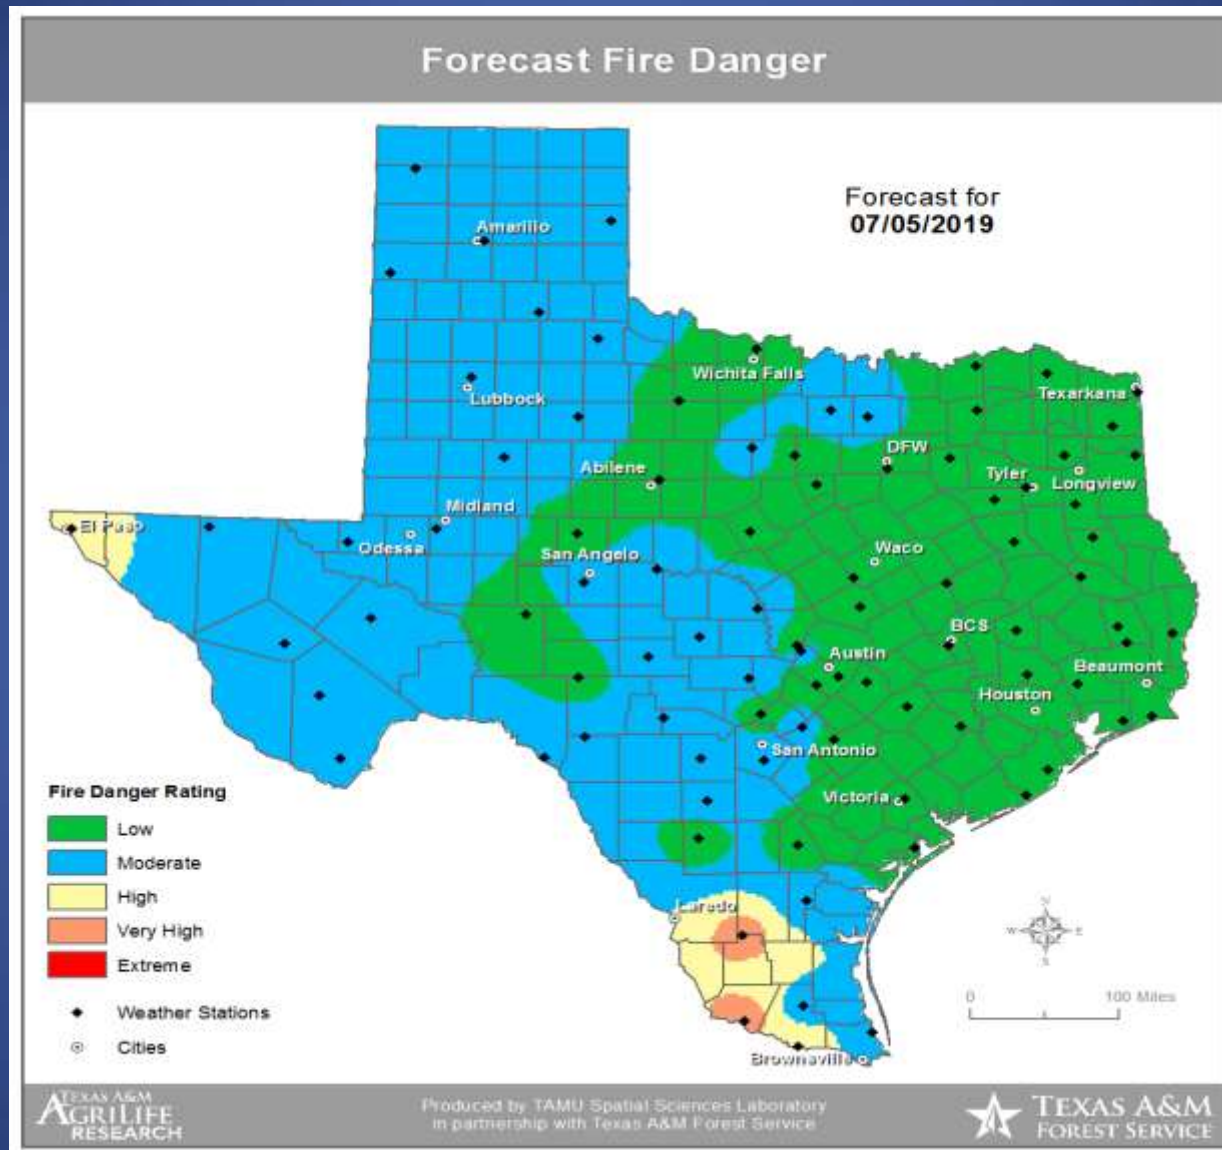 Forecast Fire Danger
Forecast for
07/05/2019
Amarillo
Wichita Falls
Texarkana
Lubbock
DFW
Abilene
Tyler
Longview
Midland
El Paso
Odessa
San Angelo
Waco
BCS
Austin
Beaumont
Houston
San Antonio
Victoria
Fire Danger Rating
Low
Moderate
High
Very High
Extreme
Weather Stations
Cities
Laredo
Brownsville
N
W
E
S
0
100 Miles
TEXAS A&M
AGRILIFE
RESEARCH
Produced by TAMU Spatial Sciences Laboratory
in partnership with Texas A&M Forest Service
TEXAS A&M
FOREST SERVICE